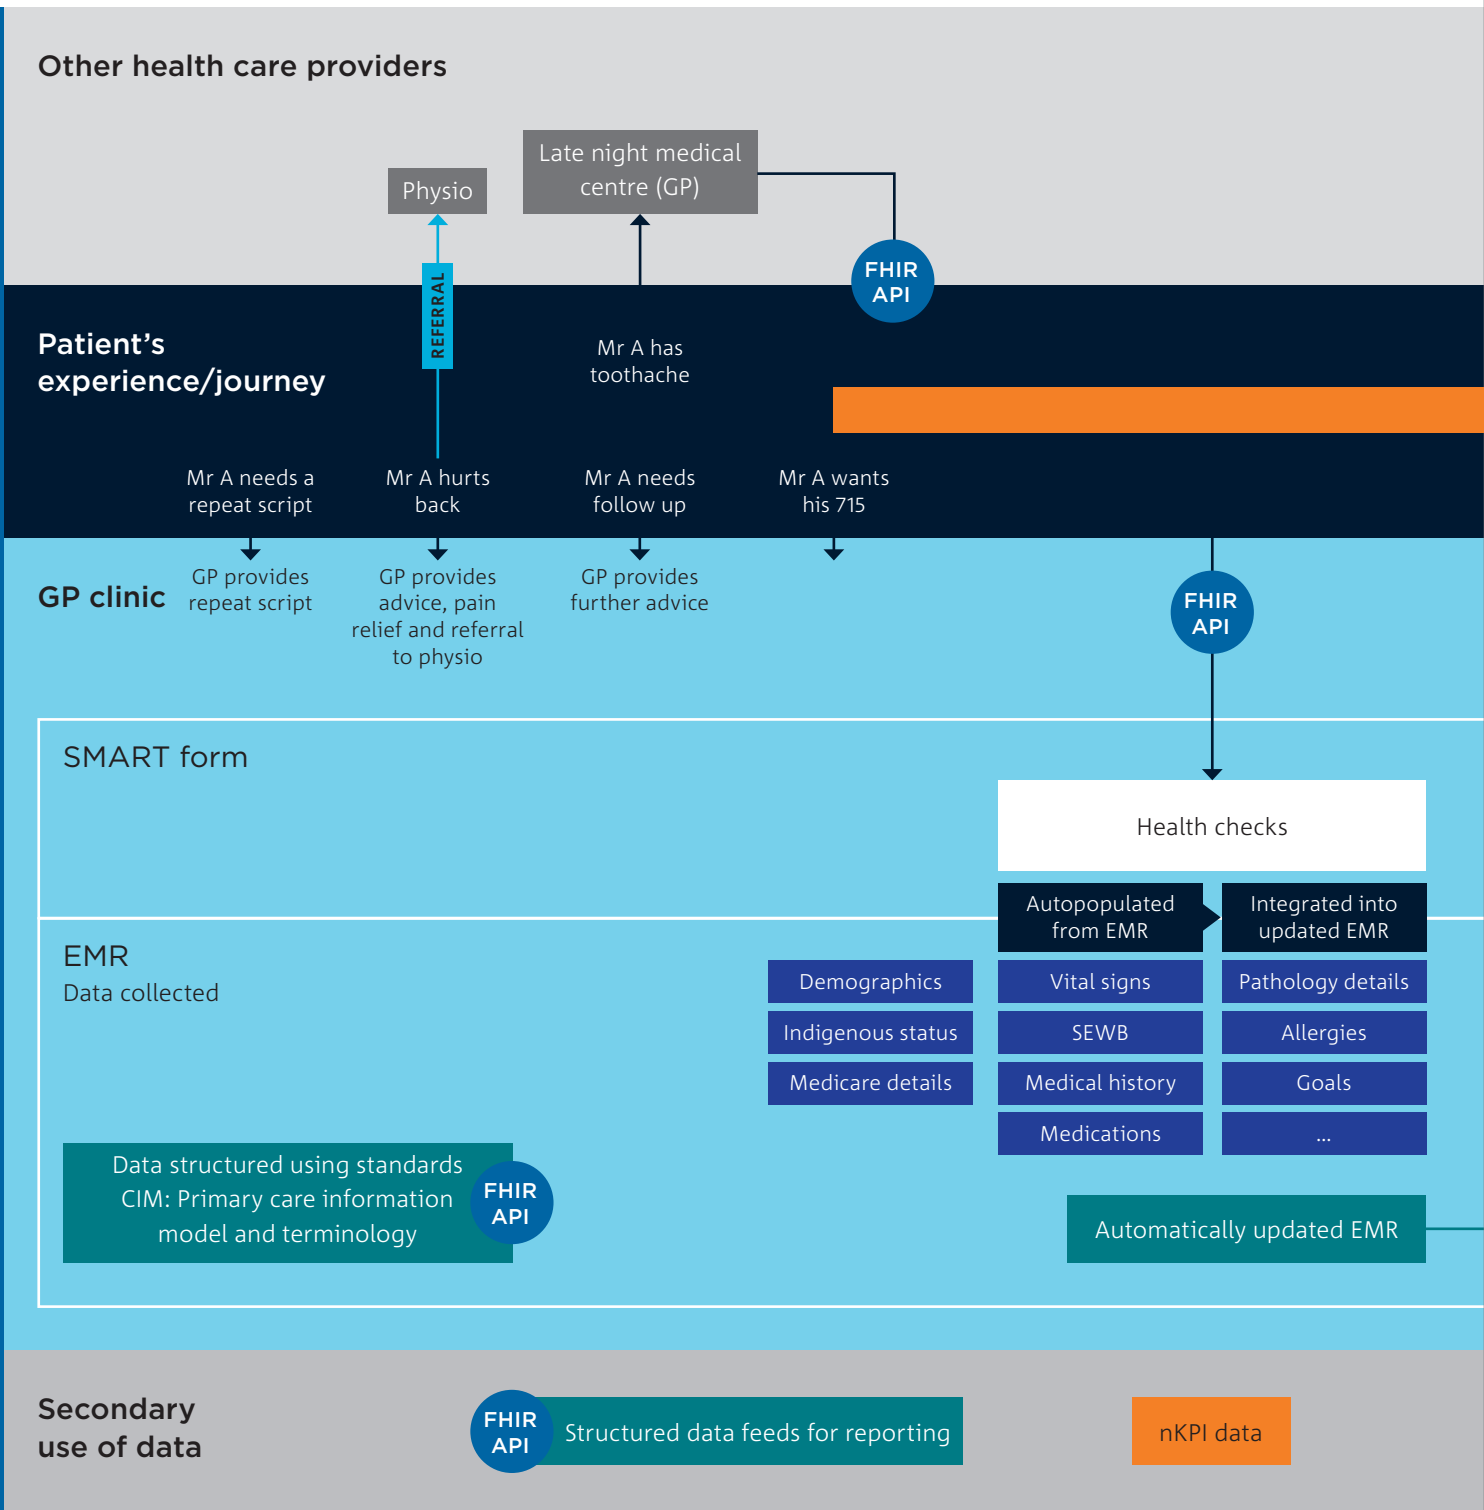 Other health care providers
Late night medical
centre (GP)
Physio
FHIR
API
REFERRAL
Patient's
experience/journey
Mr A has
toothache
Mr A needs a
repeat script
Mr A hurts
back
Mr A needs
follow up
Mr A wants
his 715
GP clinic
GP provides
repeat script
GP provides
advice, pain
relief and referral
to physio
GP provides
further advice
FHIR
API
SMART form
Health checks
Autopopulated
from EMR
Integrated into
updated EMR
EMR
Data collected
Demographics
Vital signs
Pathology details
Indigenous status
SEWB
Allergies
Medicare details
Medical history
Goals
Medications
...
Data structured using standards
CIM: Primary care information
model and terminology
FHIR
API
Automatically updated EMR
Secondary
use of data
FHIR
API
Structured data feeds for reporting
nKPI data